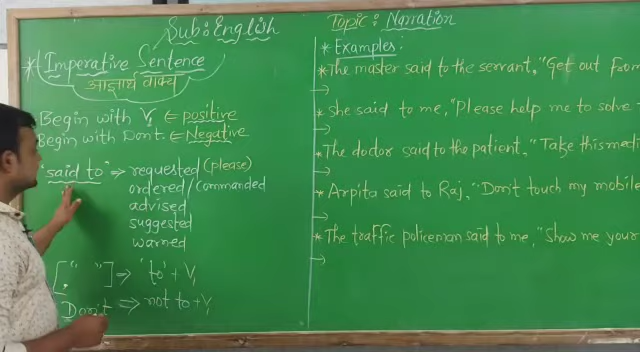 Sub: English
* Imperative Sentence
आज्ञार्थ वाक्य
Begin with V₁ ⇐ positive
Begin with Don't ⇐ Negative
"said to" ⇒ requested (please)
ordered/commanded
advised
suggested
warned
[" . "] ⇒ 'to' + V₁
Don't ⇒ not to + V₁
Topic: Narration
* Examples:
* The master said to the servant, "Get out from
→
* She said to me, "Please help me to solve
→
* The doctor said to the patient, "Take this medi
→
* Arpita said to Raj, "Don't touch my mobile
→
* The traffic policeman said to me, "Show me your
→